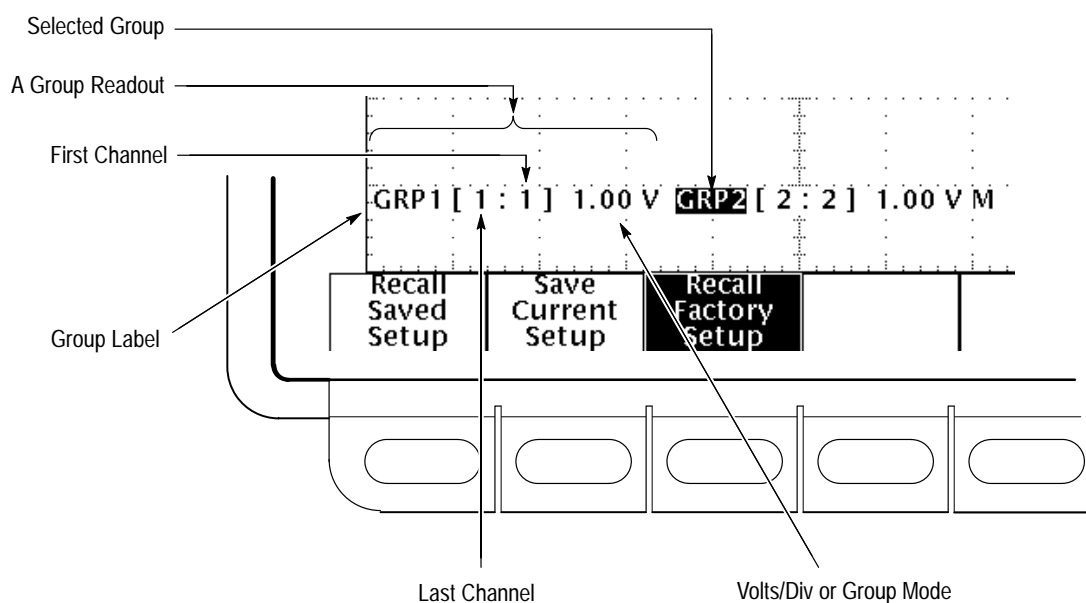 Selected Group
A Group Readout
First Channel
GRP1 [ 1 : 1 ] 1.00 V GRP2 [ 2 : 2 ] 1.00 V M
Recall Saved Setup
Save Current Setup
Recall Factory Setup
Group Label
Last Channel
Volts/Div or Group Mode